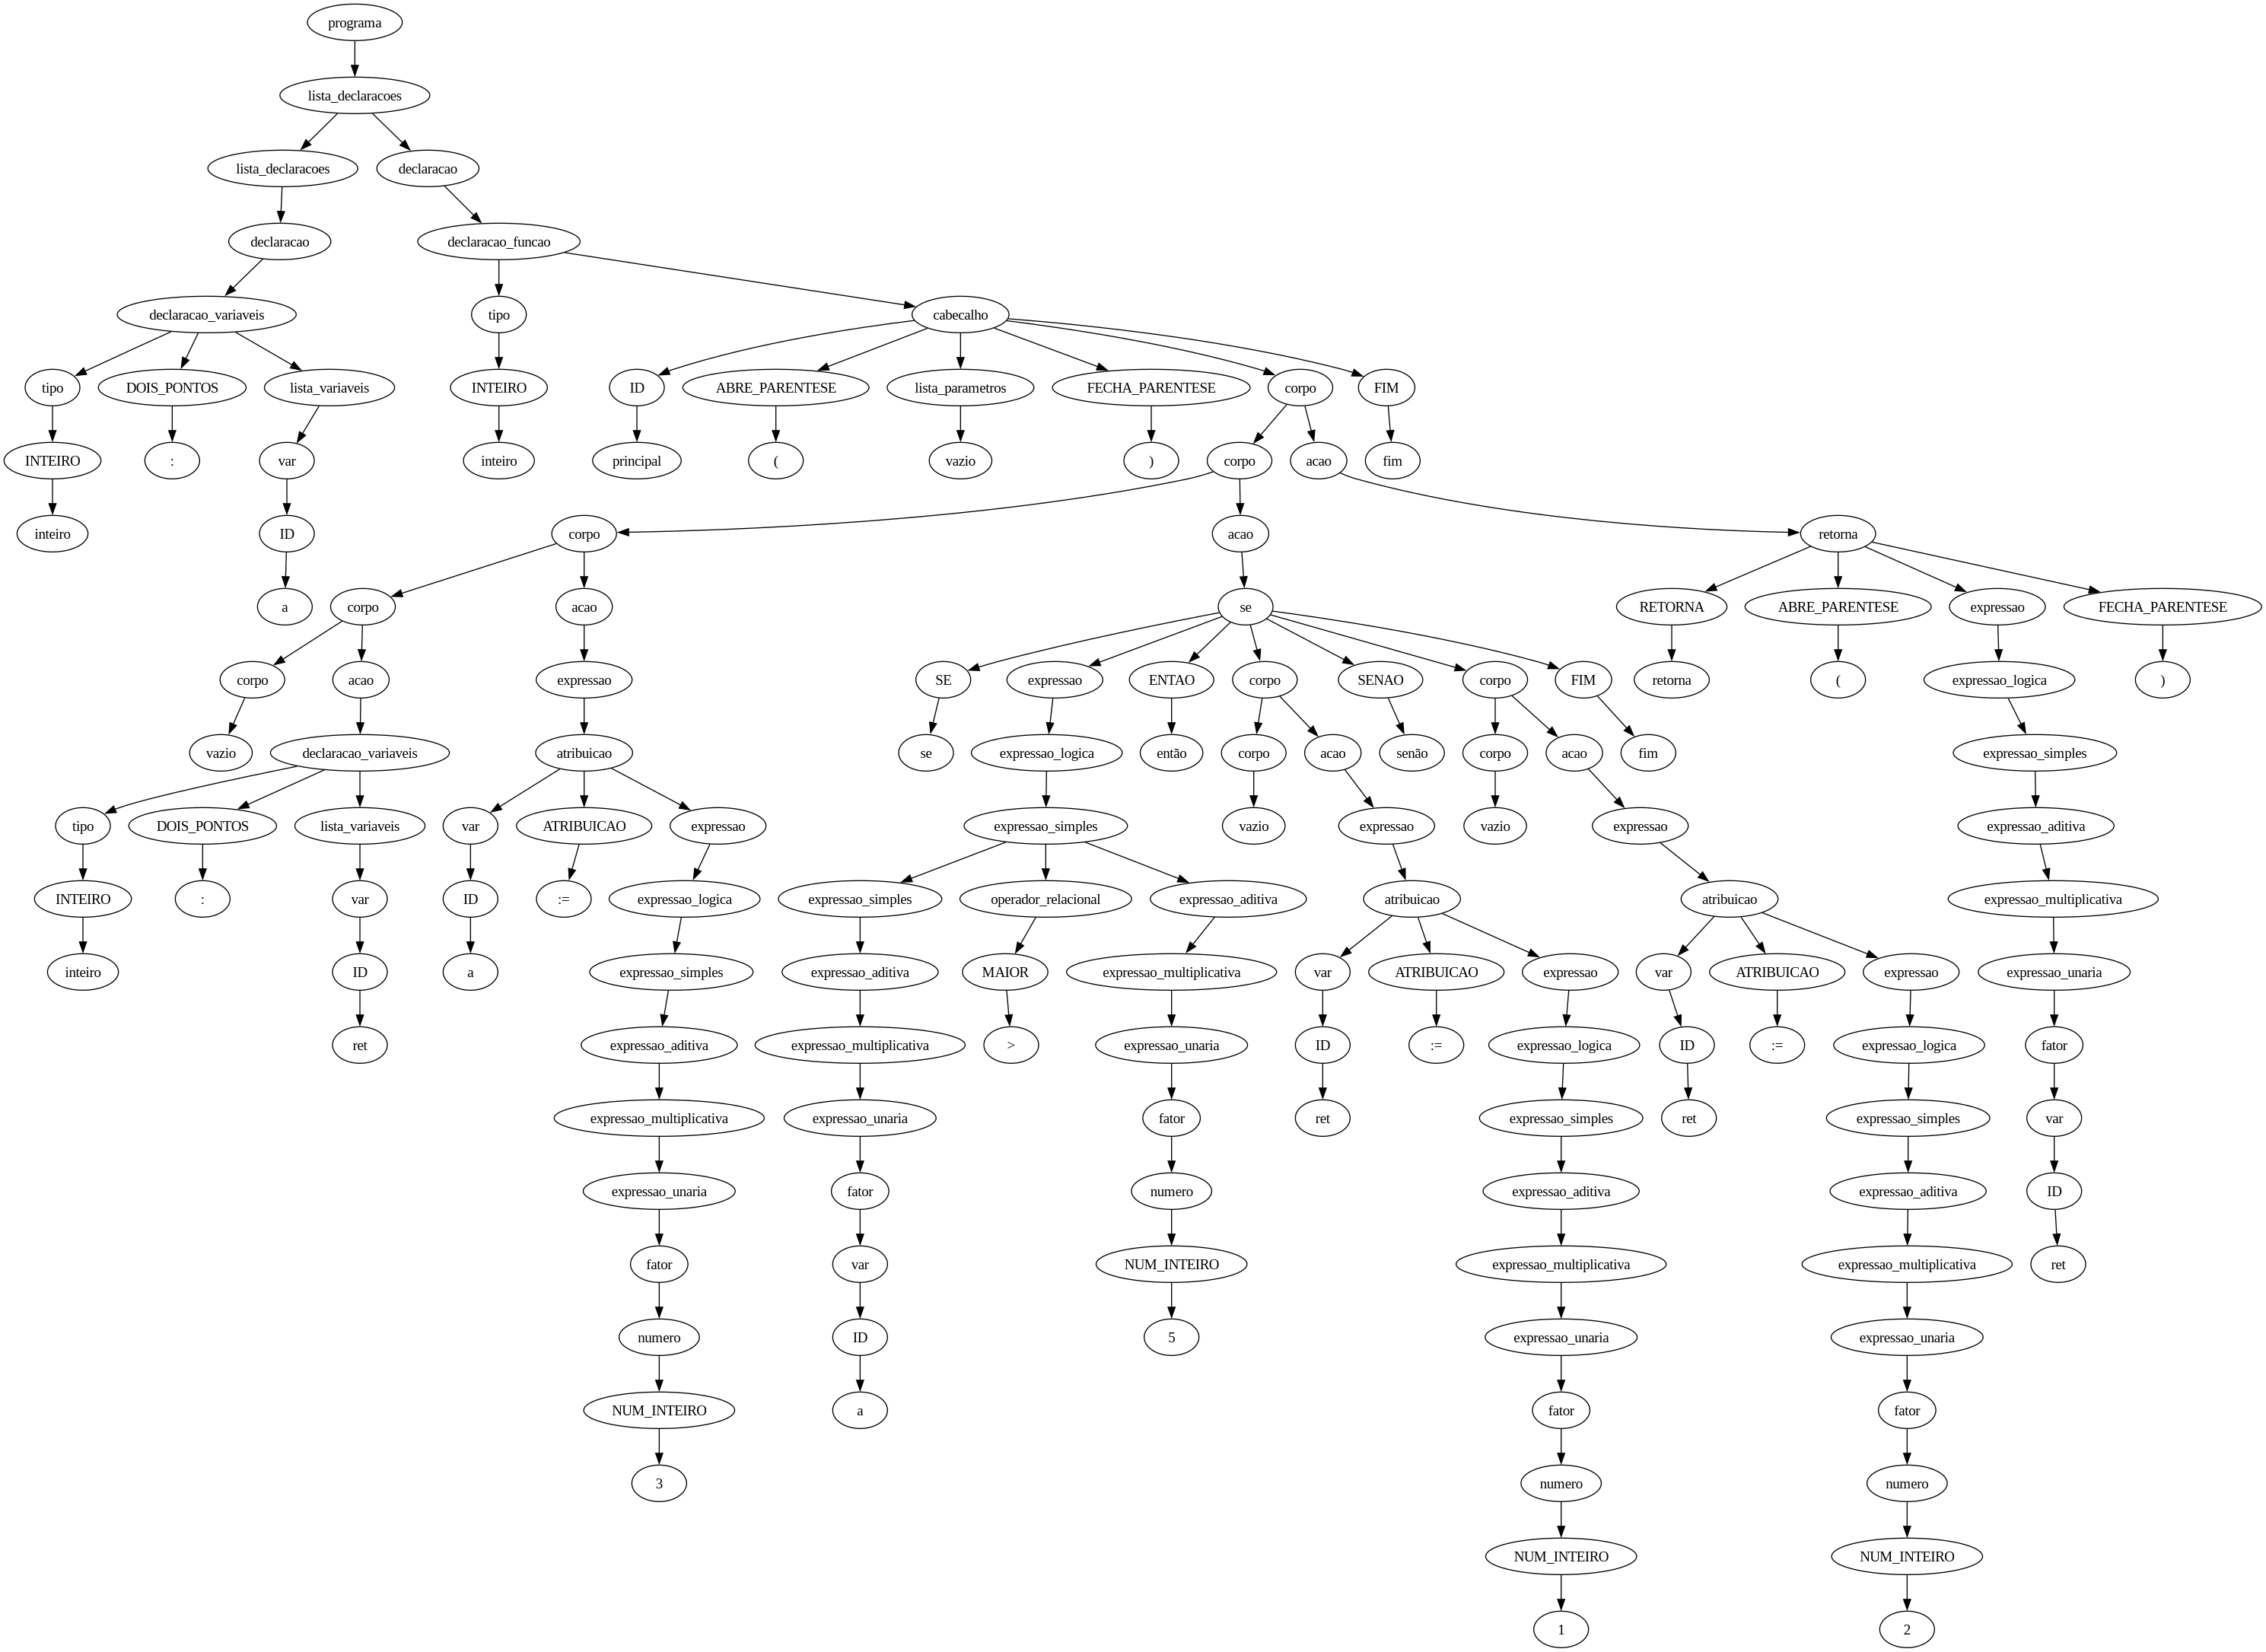 programa
lista_declaracoes
lista_declaracoes declaracao
declaracao declaracao_funcao
declaracao_variaveis tipo cabecalho
tipo DOIS_PONTOS lista_variaveis INTEIRO ID ABRE_PARENTESE lista_parametros FECHA_PARENTESE corpo FIM
INTEIRO : var inteiro principal ( vazio ) corpo acao fim
inteiro ID corpo acao retorna
a corpo acao se RETORNA ABRE_PARENTESE expressao FECHA_PARENTESE
corpo acao expressao SE expressao ENTAO corpo SENAO corpo FIM retorna ( expressao_logica )
vazio declaracao_variaveis atribuicao se expressao_logica então corpo acao senão corpo acao fim expressao_simples
tipo DOIS_PONTOS lista_variaveis var ATRIBUICAO expressao expressao_simples vazio expressao vazio expressao expressao_aditiva
INTEIRO : var ID := expressao_logica expressao_simples operador_relacional expressao_aditiva atribuicao atribuicao expressao_multiplicativa
inteiro ID a expressao_simples expressao_aditiva MAIOR expressao_multiplicativa var ATRIBUICAO expressao var ATRIBUICAO expressao expressao_unaria
ret expressao_aditiva expressao_multiplicativa > expressao_unaria ID := expressao_logica ID := expressao_logica fator
expressao_multiplicativa expressao_unaria fator ret expressao_simples ret expressao_simples var
expressao_unaria fator numero expressao_aditiva expressao_aditiva ID
fator var NUM_INTEIRO expressao_multiplicativa expressao_multiplicativa ret
numero ID 5 expressao_unaria expressao_unaria
NUM_INTEIRO a fator fator
3 numero numero
NUM_INTEIRO NUM_INTEIRO
1 2